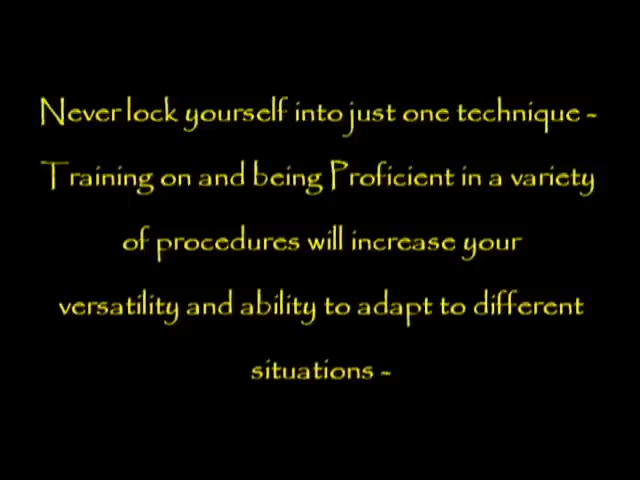 Never lock yourself into just one technique -
Training on and being Proficient in a variety
of procedures will increase your
versatility and ability to adapt to different
situations -